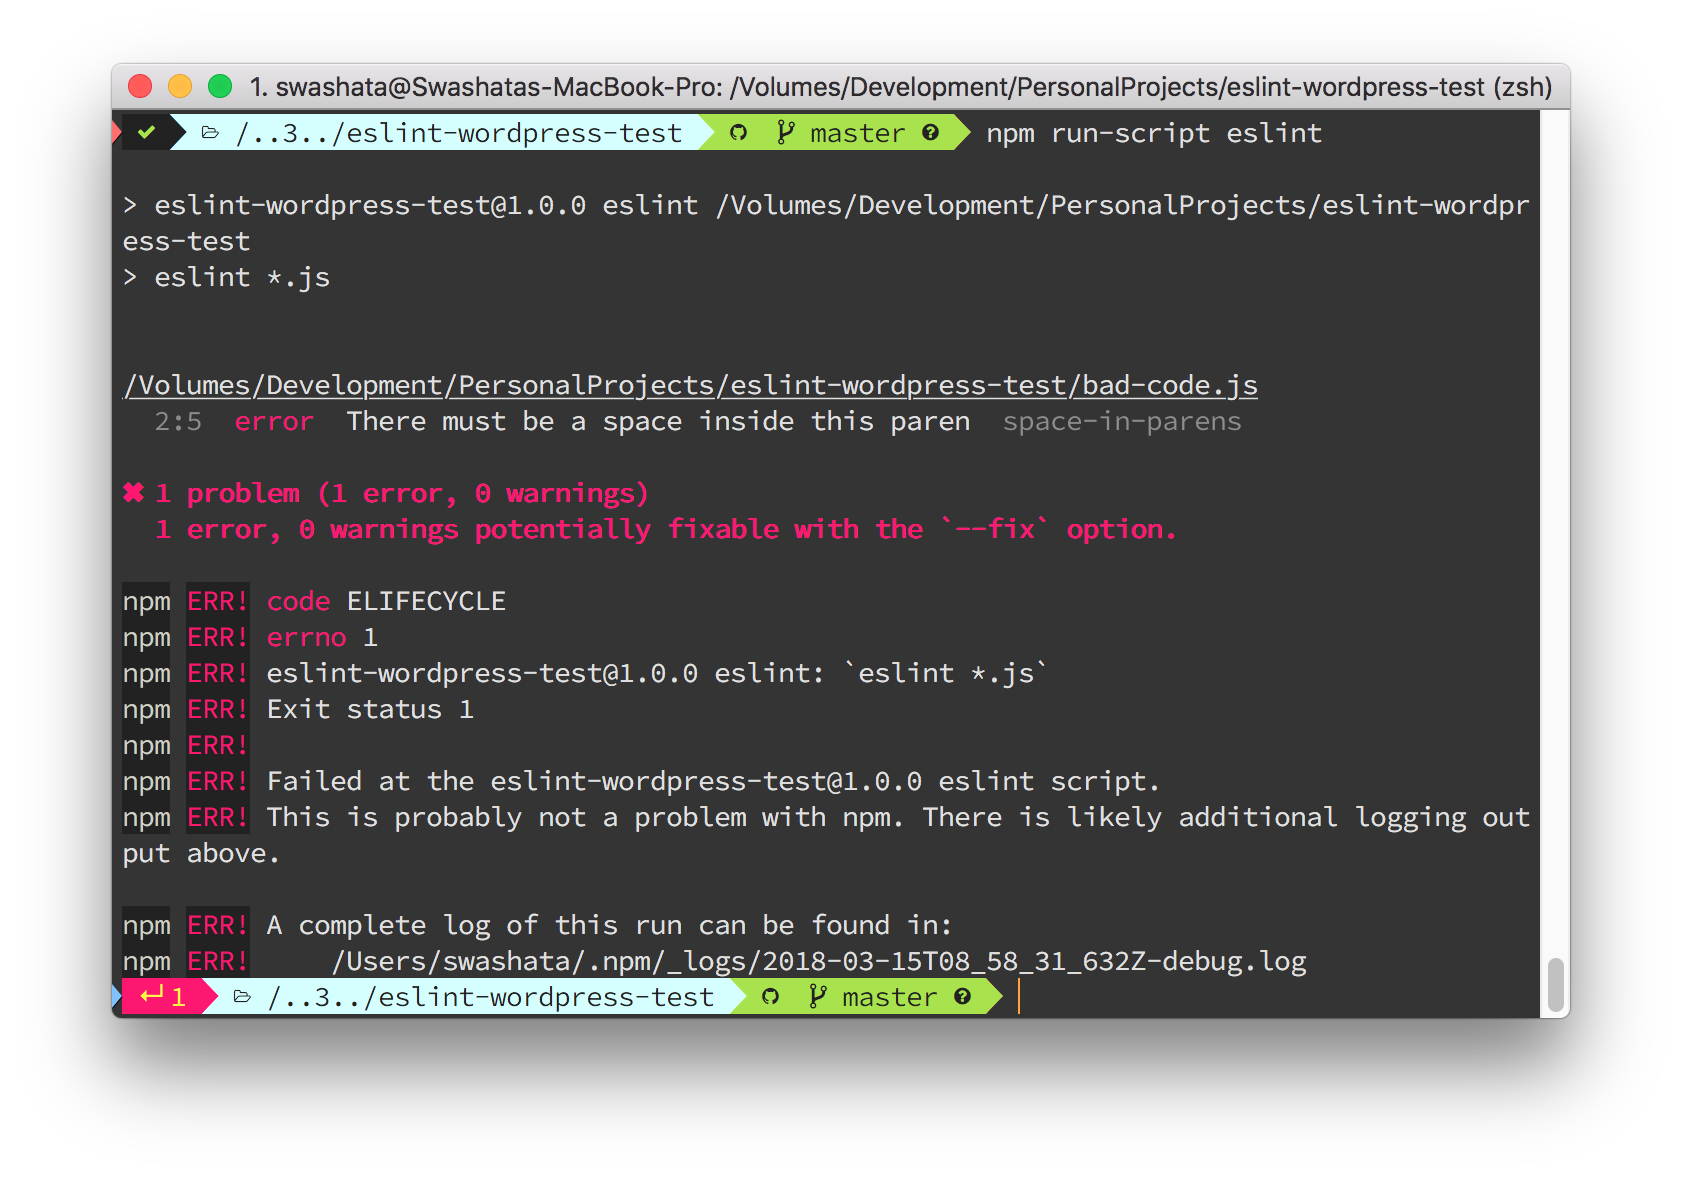 1. swashata@Swashatas-MacBook-Pro: /Volumes/Development/PersonalProjects/eslint-wordpress-test (zsh)
/..3../eslint-wordpress-test master npm run-script eslint
> eslint-wordpress-test@1.0.0 eslint /Volumes/Development/PersonalProjects/eslint-wordpr
ess-test
> eslint *.js
/Volumes/Development/PersonalProjects/eslint-wordpress-test/bad-code.js
2:5 error There must be a space inside this paren space-in-parens
✖ 1 problem (1 error, 0 warnings)
1 error, 0 warnings potentially fixable with the `--fix` option.
npm ERR! code ELIFECYCLE
npm ERR! errno 1
npm ERR! eslint-wordpress-test@1.0.0 eslint: `eslint *.js`
npm ERR! Exit status 1
npm ERR!
npm ERR! Failed at the eslint-wordpress-test@1.0.0 eslint script.
npm ERR! This is probably not a problem with npm. There is likely additional logging out
put above.
npm ERR! A complete log of this run can be found in:
npm ERR! /Users/swashata/.npm/_logs/2018-03-15T08_58_31_632Z-debug.log
1 /..3../eslint-wordpress-test master